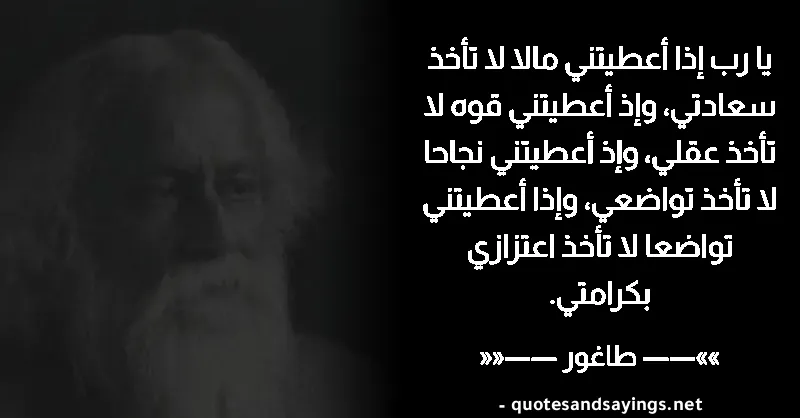 يا رب إذا أعطيتني مالا لا تأخذ
سعادتي، وإذ أعطيتني قوه لا
تأخذ عقلي، وإذ أعطيتني نجاحا
لا تأخذ تواضعي، وإذا أعطيتني
تواضعا لا تأخذ اعتزازي
بكرامتي.
»»—— طاغور ——««
- quotesandsayings.net